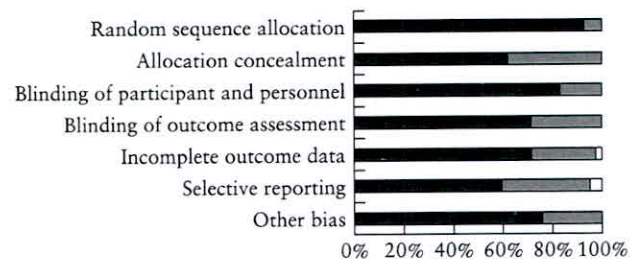 Random sequence allocation
Allocation concealment
Blinding of participant and personnel
Blinding of outcome assessment
Incomplete outcome data
Selective reporting
Other bias
0% 20% 40% 60% 80% 100%